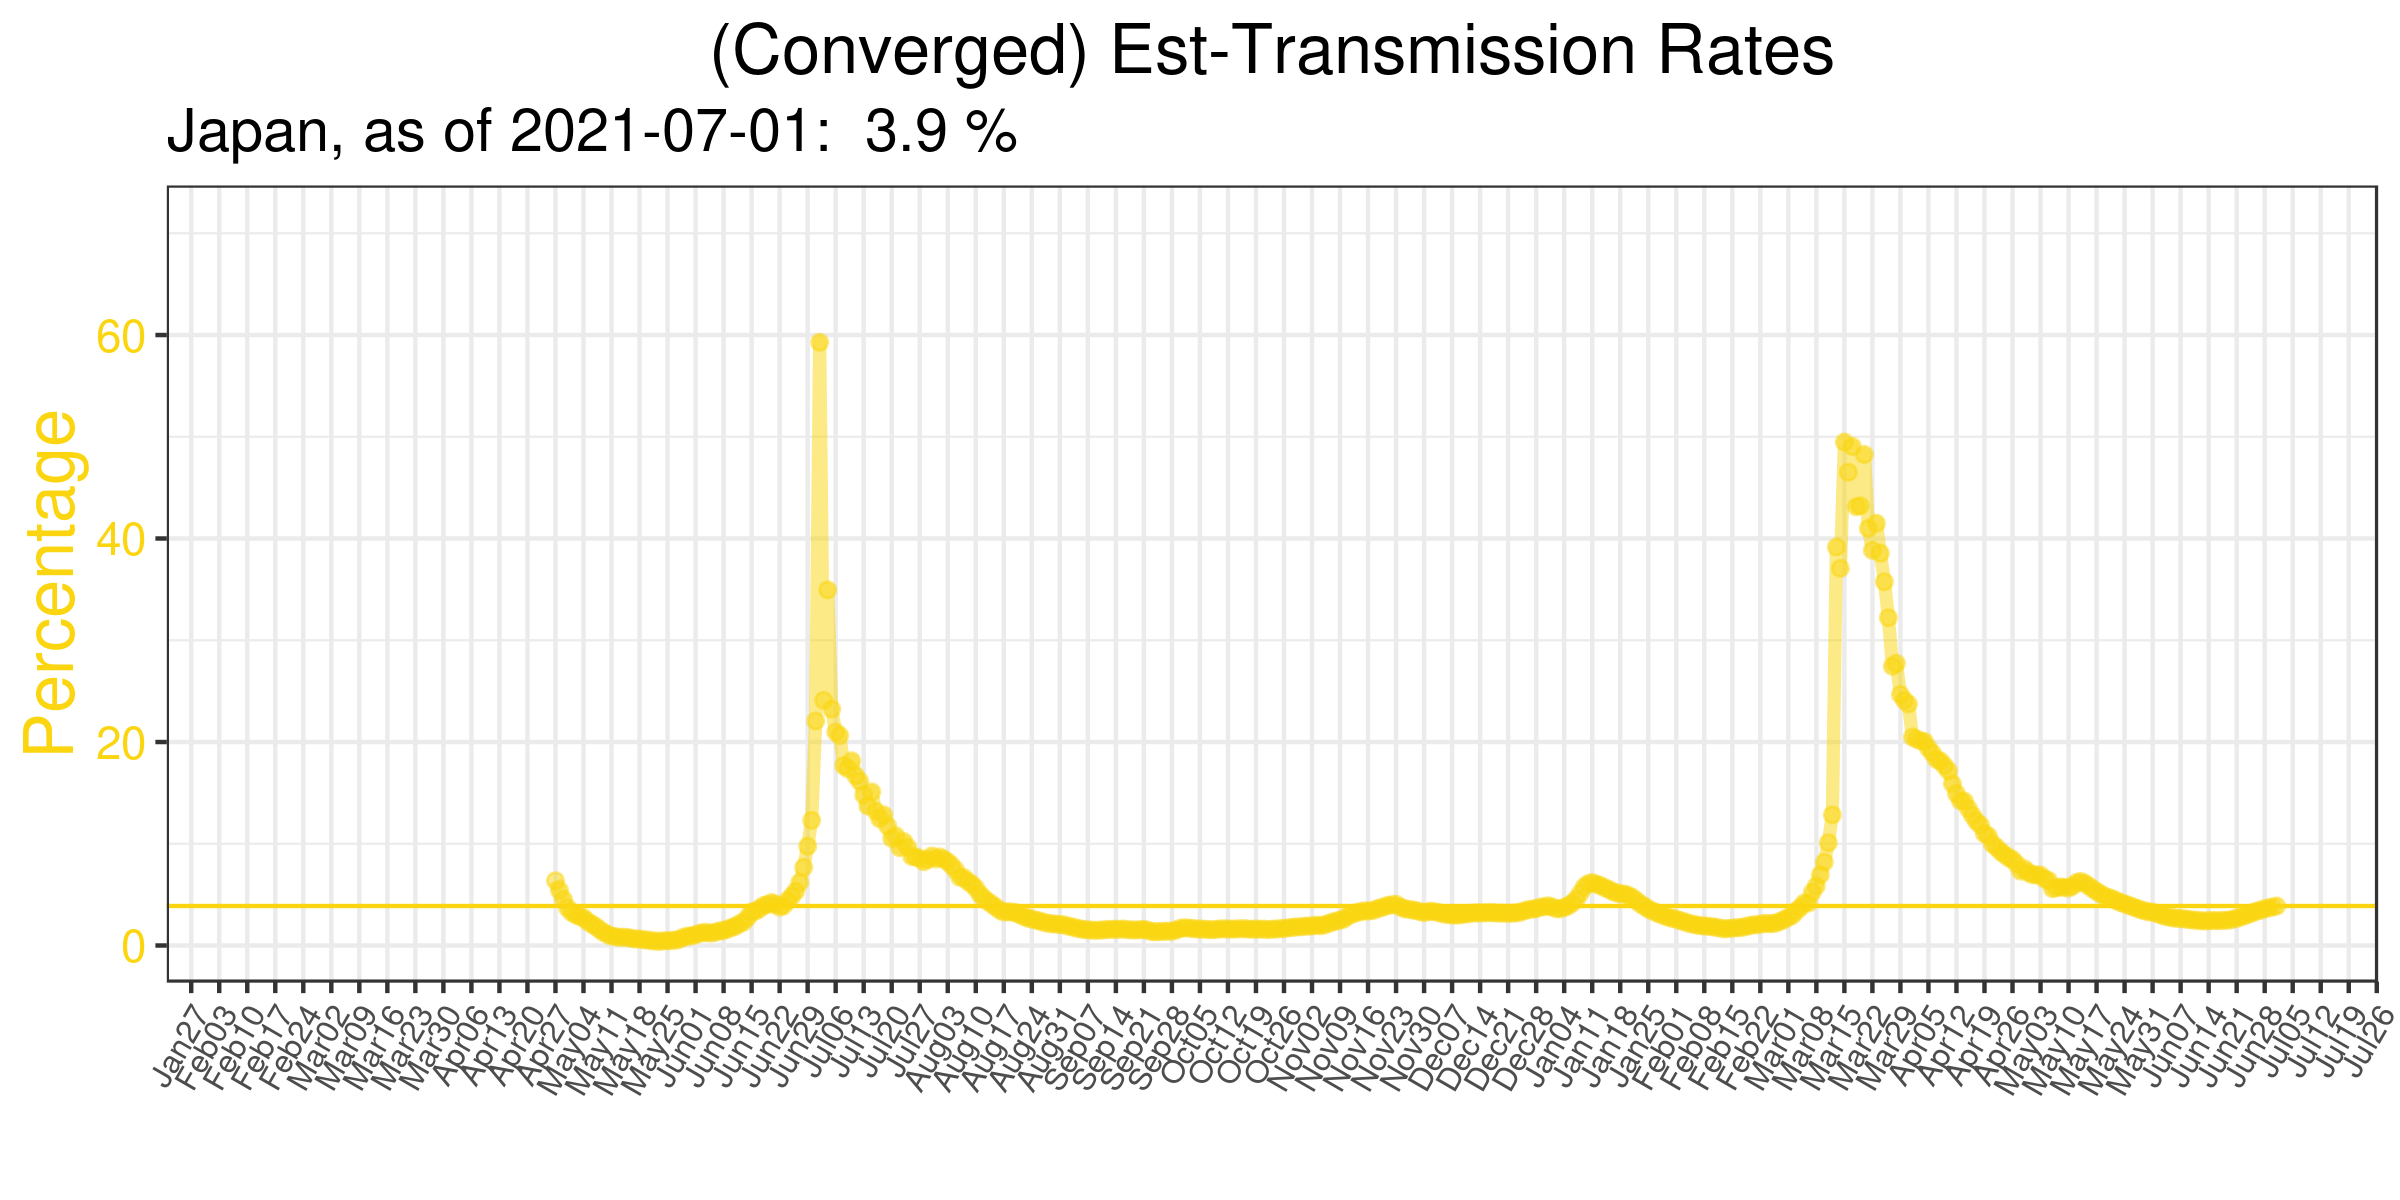 (Converged) Est-Transmission Rates
Japan, as of 2021-07-01:  3.9 %
Percentage
60
40
20
0
Jan27
Feb03
Feb10
Feb17
Feb24
Mar02
Mar09
Mar16
Mar23
Mar30
Apr06
Apr13
Apr20
Apr27
May04
May11
May18
May25
Jun01
Jun08
Jun15
Jun22
Jun29
Jul06
Jul13
Jul20
Jul27
Aug03
Aug10
Aug17
Aug24
Aug31
Sep07
Sep14
Sep21
Sep28
Oct05
Oct12
Oct19
Oct26
Nov02
Nov09
Nov16
Nov23
Nov30
Dec07
Dec14
Dec21
Dec28
Jan04
Jan11
Jan18
Jan25
Feb01
Feb08
Feb15
Feb22
Mar01
Mar08
Mar15
Mar22
Mar29
Apr05
Apr12
Apr19
Apr26
May03
May10
May17
May24
May31
Jun07
Jun14
Jun21
Jun28
Jul05
Jul12
Jul19
Jul26